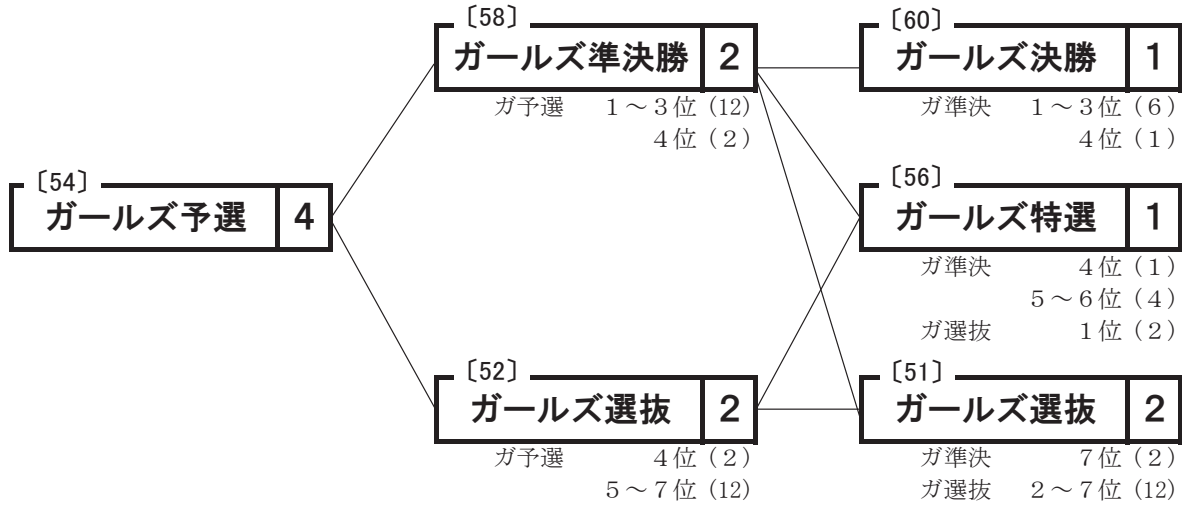 〔54〕
ガールズ予選 4
〔58〕
ガールズ準決勝 2
ガ予選 1～3位（12）
4位（2）
〔52〕
ガールズ選抜 2
ガ予選 4位（2）
5～7位（12）
〔60〕
ガールズ決勝 1
ガ準決 1～3位（6）
4位（1）
〔56〕
ガールズ特選 1
ガ準決 4位（1）
5～6位（4）
ガ選抜 1位（2）
〔51〕
ガールズ選抜 2
ガ準決 7位（2）
ガ選抜 2～7位（12）